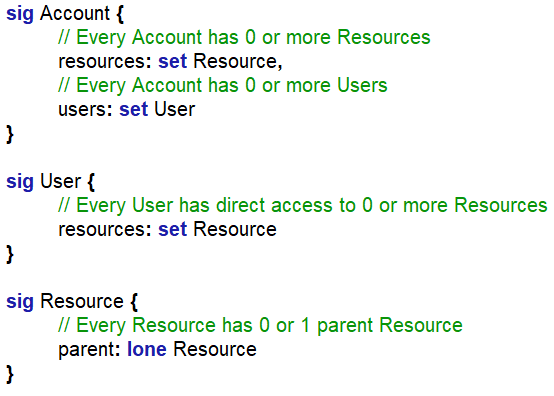 sig Account {
// Every Account has 0 or more Resources
resources: set Resource,
// Every Account has 0 or more Users
users: set User
}
sig User {
// Every User has direct access to 0 or more Resources
resources: set Resource
}
sig Resource {
// Every Resource has 0 or 1 parent Resource
parent: lone Resource
}